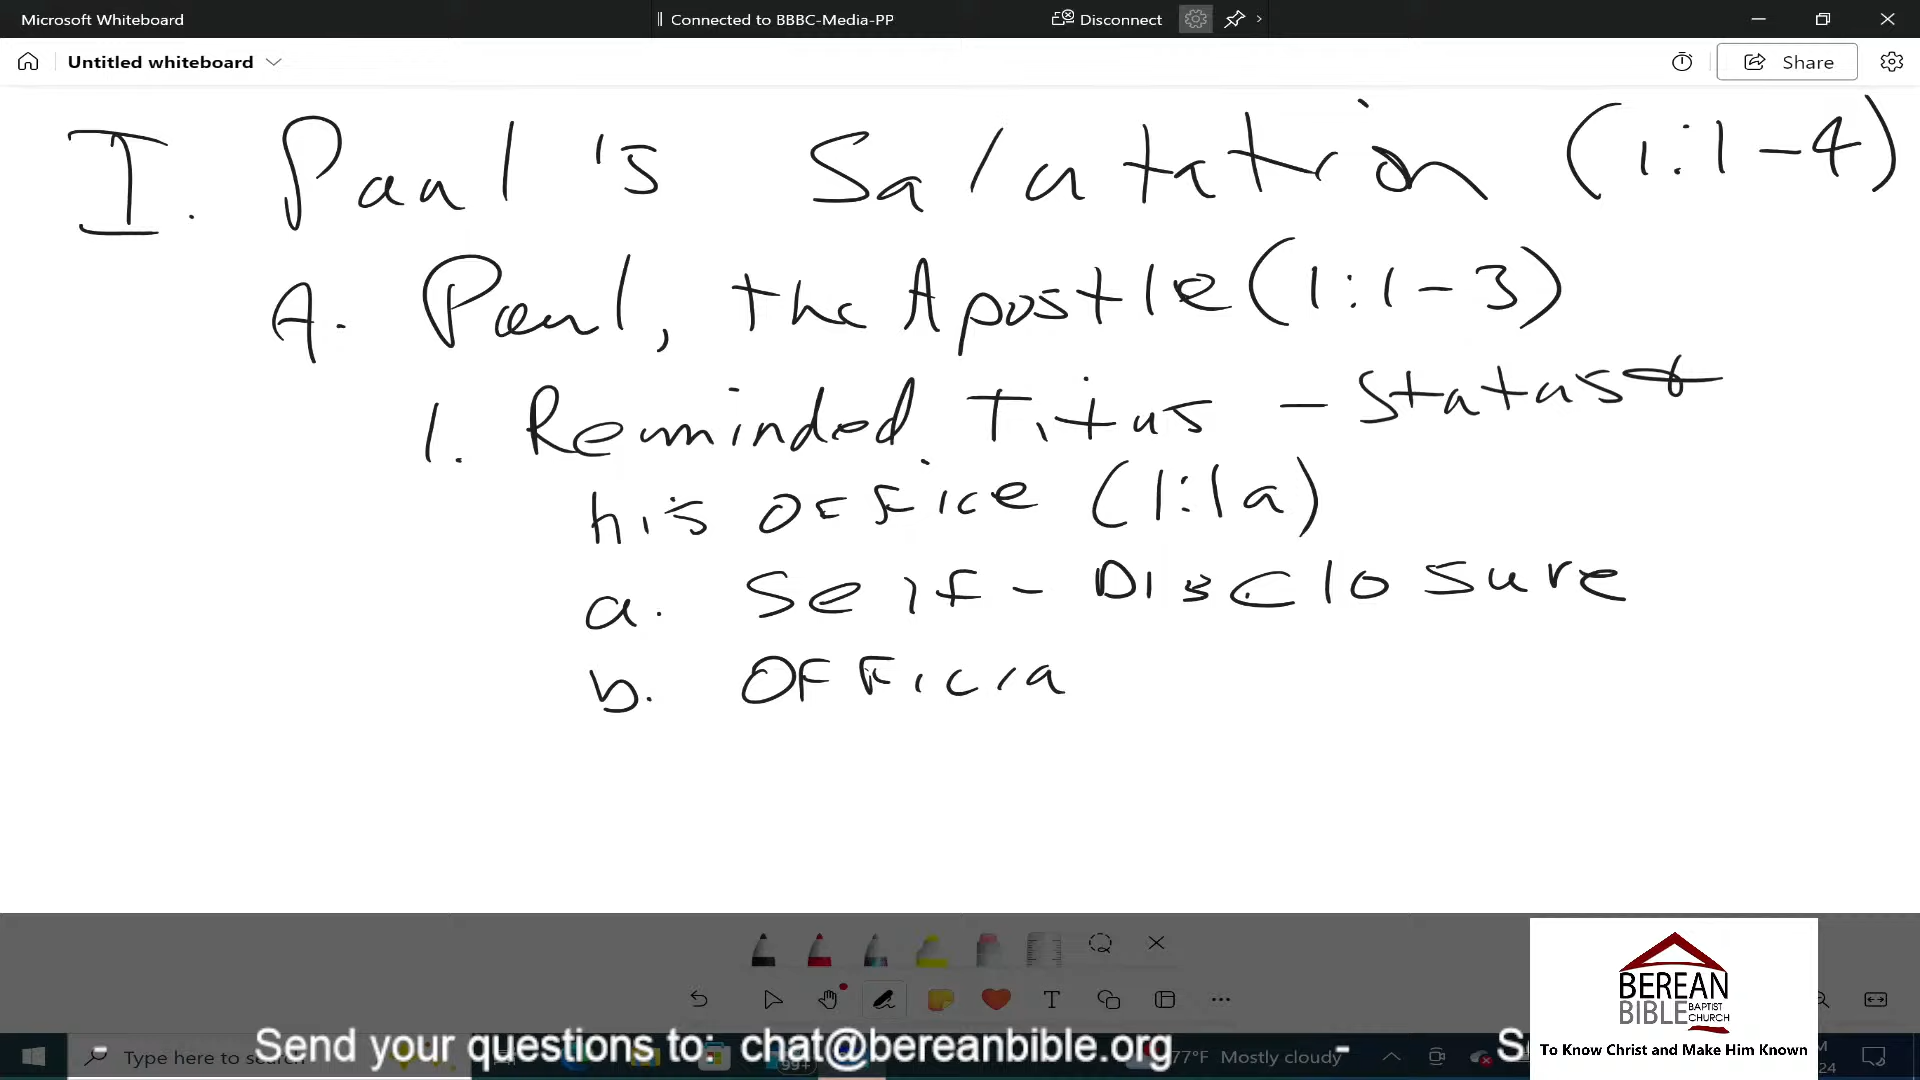 Microsoft Whiteboard
Connected to BBBC-Media-PP
Disconnect
Untitled whiteboard
Share
I. Paul's Salutation (1:1-4)
A. Paul, the Apostle (1:1-3)
1. Reminded Titus - status +
his office (1:1a)
a. Self-Disclosure
b. Officia
T
BEREAN
BIBLE BAPTIST CHURCH
To Know Christ and Make Him Known
- Send your questions to: chat@bereanbible.org - S
Type here to search
99+
77°F Mostly cloudy
M
24